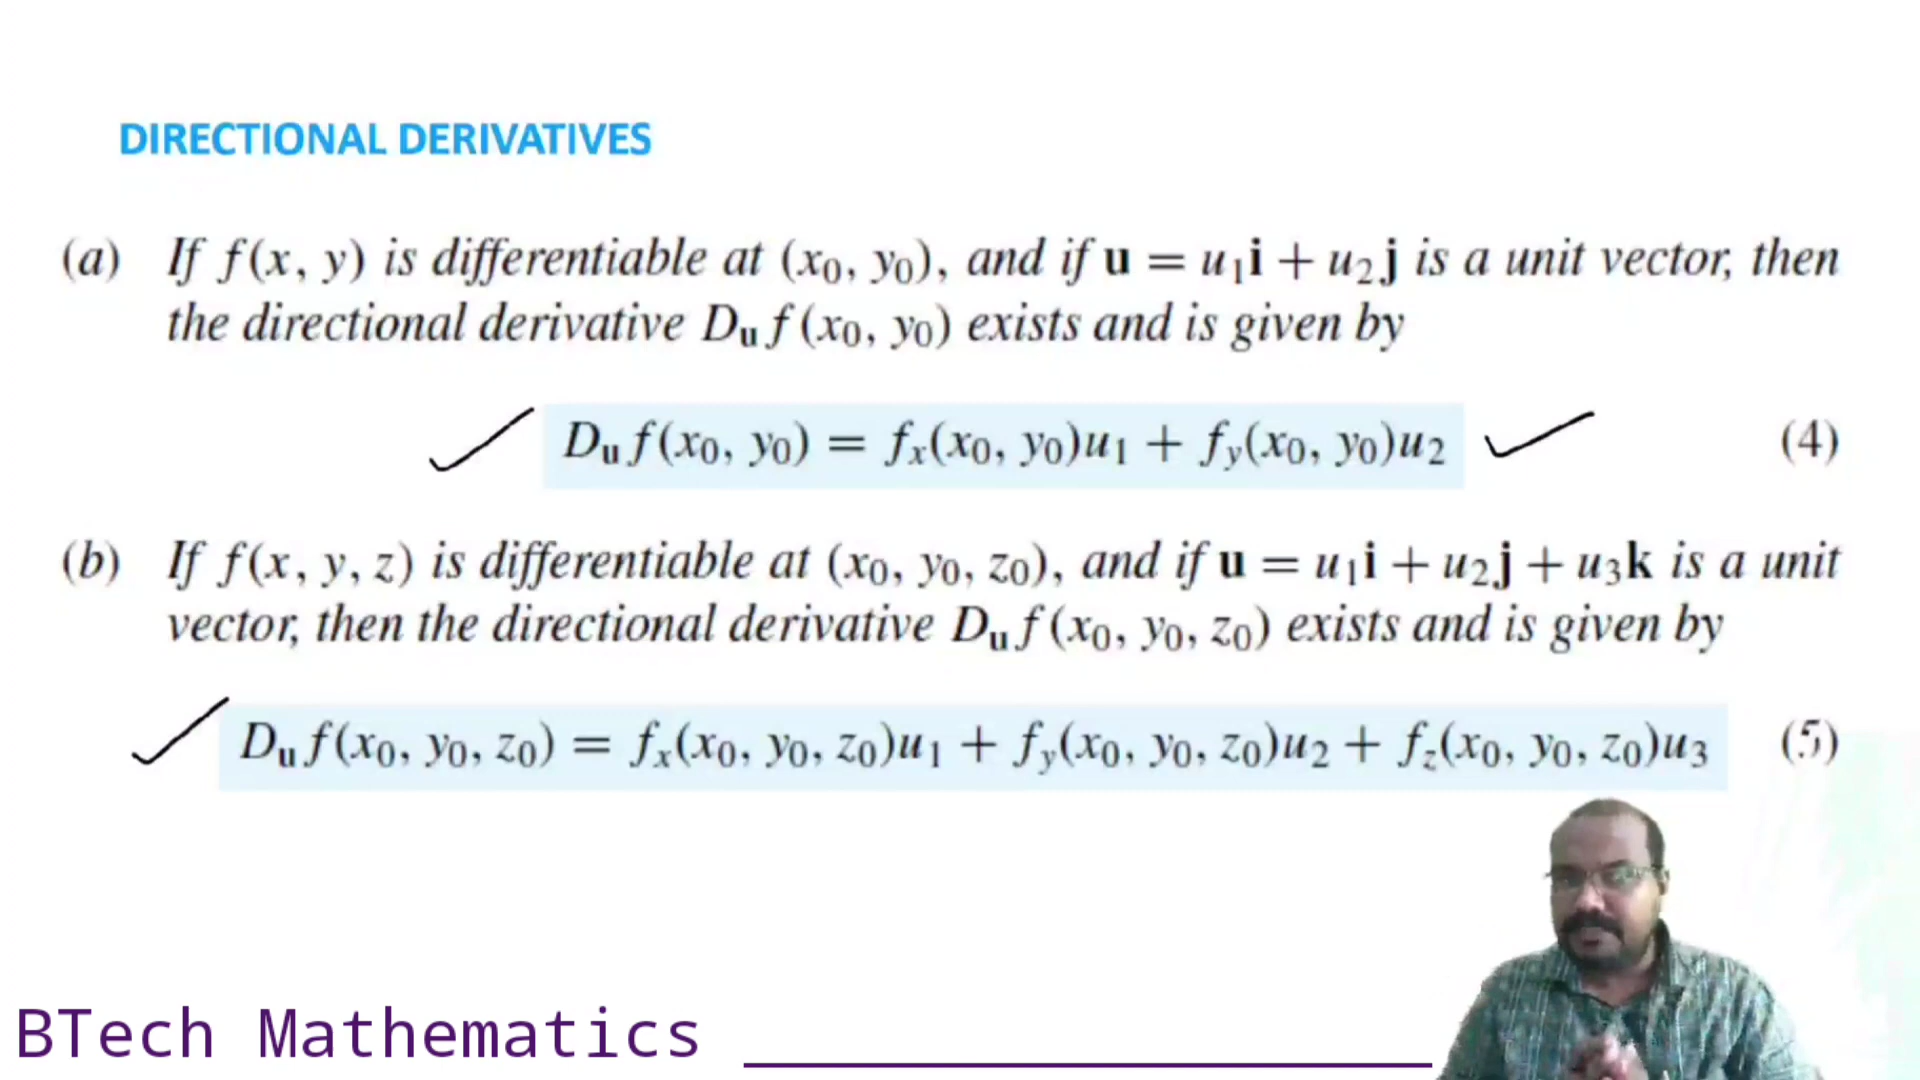 DIRECTIONAL DERIVATIVES
(a) If f(x, y) is differentiable at (x₀, y₀), and if u = u₁i + u₂j is a unit vector, then
the directional derivative Dᵤf(x₀, y₀) exists and is given by
Dᵤf(x₀, y₀) = fₓ(x₀, y₀)u₁ + f_y(x₀, y₀)u₂ (4)
(b) If f(x, y, z) is differentiable at (x₀, y₀, z₀), and if u = u₁i + u₂j + u₃k is a unit
vector, then the directional derivative Dᵤf(x₀, y₀, z₀) exists and is given by
Dᵤf(x₀, y₀, z₀) = fₓ(x₀, y₀, z₀)u₁ + f_y(x₀, y₀, z₀)u₂ + f_z(x₀, y₀, z₀)u₃ (5)
BTech Mathematics